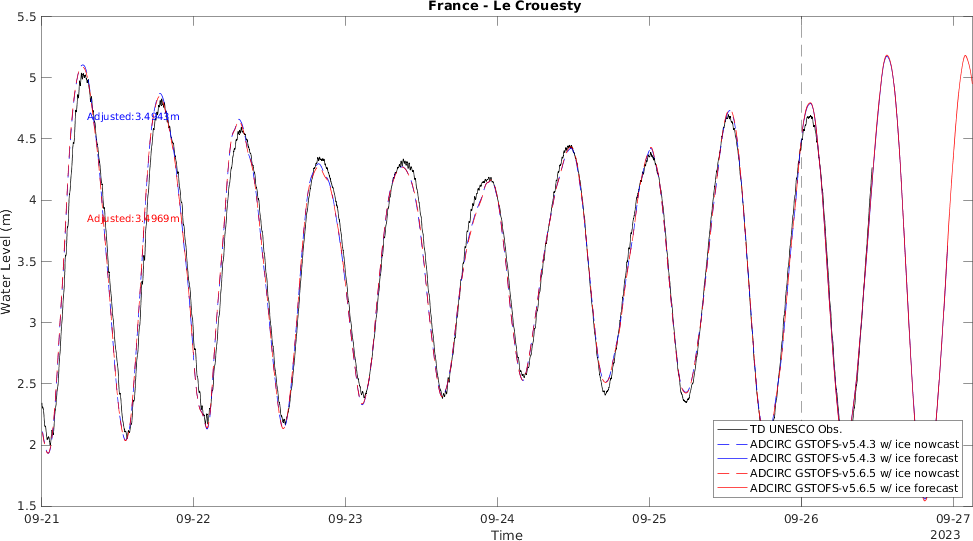 France - Le Crouesty
5.5
5
4.5
4
3.5
3
2.5
2
1.5
Water Level (m)
Adjusted:3.4943m
Adjusted:3.4969m
TD UNESCO Obs.
ADCIRC GSTOFS-v5.4.3 w/ ice nowcast
ADCIRC GSTOFS-v5.4.3 w/ ice forecast
ADCIRC GSTOFS-v5.6.5 w/ ice nowcast
ADCIRC GSTOFS-v5.6.5 w/ ice forecast
09-21 09-22 09-23 09-24 09-25 09-26 09-27
Time
2023